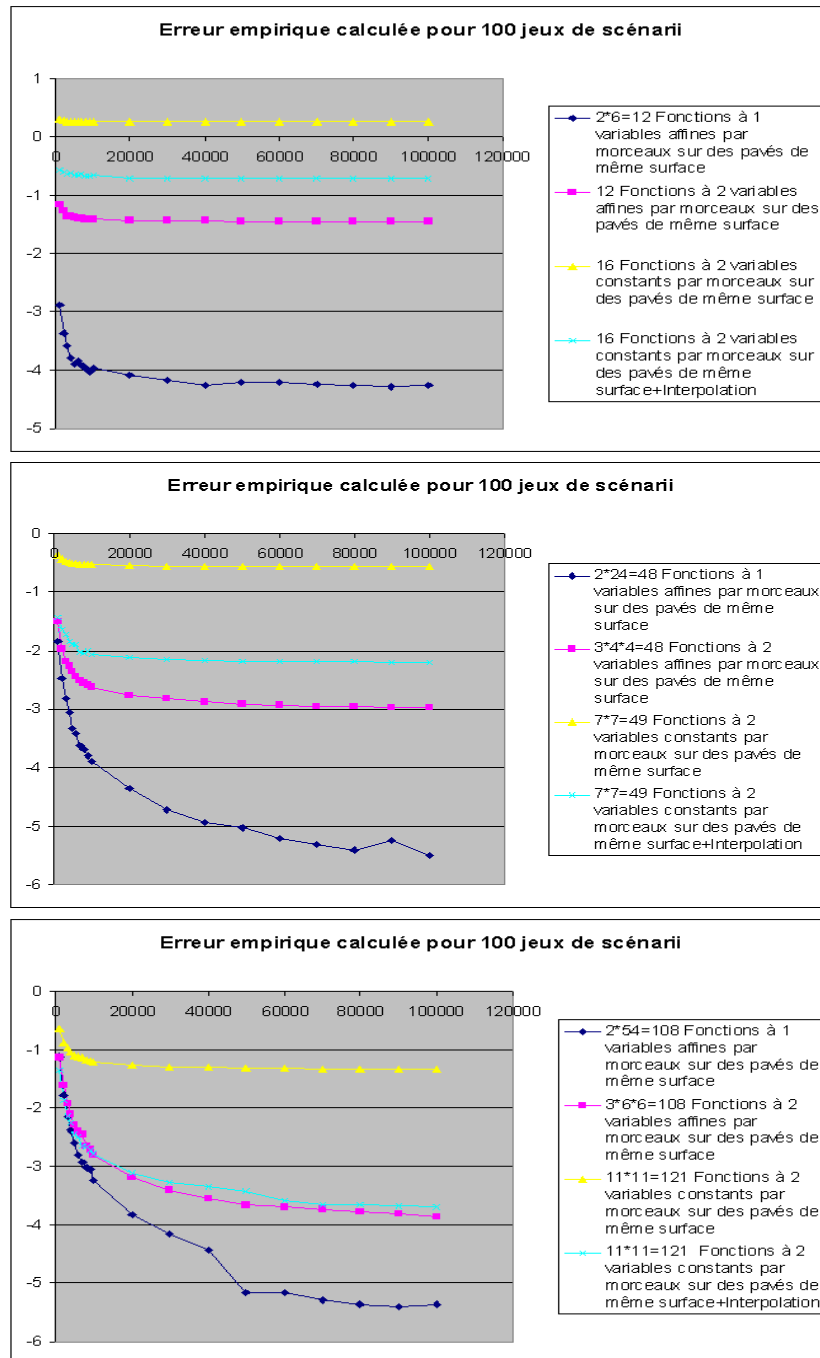 Erreur empirique calculée pour 100 jeux de scénarii
1
0
-1
-2
-3
-4
-5
0
20000
40000
60000
80000
100000
120000
2*6=12 Fonctions à 1
variables affines par
morceaux sur des pavés de
même surface
12 Fonctions à 2 variables
affines par morceaux sur des
pavés de même surface
16 Fonctions à 2 variables
constants par morceaux sur
des pavés de même surface
16 Fonctions à 2 variables
constants par morceaux sur
des pavés de même
surface+Interpolation
Erreur empirique calculée pour 100 jeux de scénarii
0
-1
-2
-3
-4
-5
-6
0
20000
40000
60000
80000
100000
120000
2*24=48 Fonctions à 1
variables affines par morceaux
sur des pavés de même
surface
3*4*4=48 Fonctions à 2
variables affines par morceaux
sur des pavés de même
surface
7*7=49 Fonctions à 2
variables constants par
morceaux sur des pavés de
même surface
7*7=49 Fonctions à 2
variables constants par
morceaux sur des pavés de
même surface+Interpolation
Erreur empirique calculée pour 100 jeux de scénarii
0
-1
-2
-3
-4
-5
-6
0
20000
40000
60000
80000
100000
120000
2*54=108 Fonctions à 1
variables affines par
morceaux sur des pavés de
même surface
3*6*6=108 Fonctions à 2
variables affines par
morceaux sur des pavés de
même surface
11*11=121 Fonctions à 2
variables constants par
morceaux sur des pavés de
même surface
11*11=121 Fonctions à 2
variables constants par
morceaux sur des pavés de
même surface+Interpolation